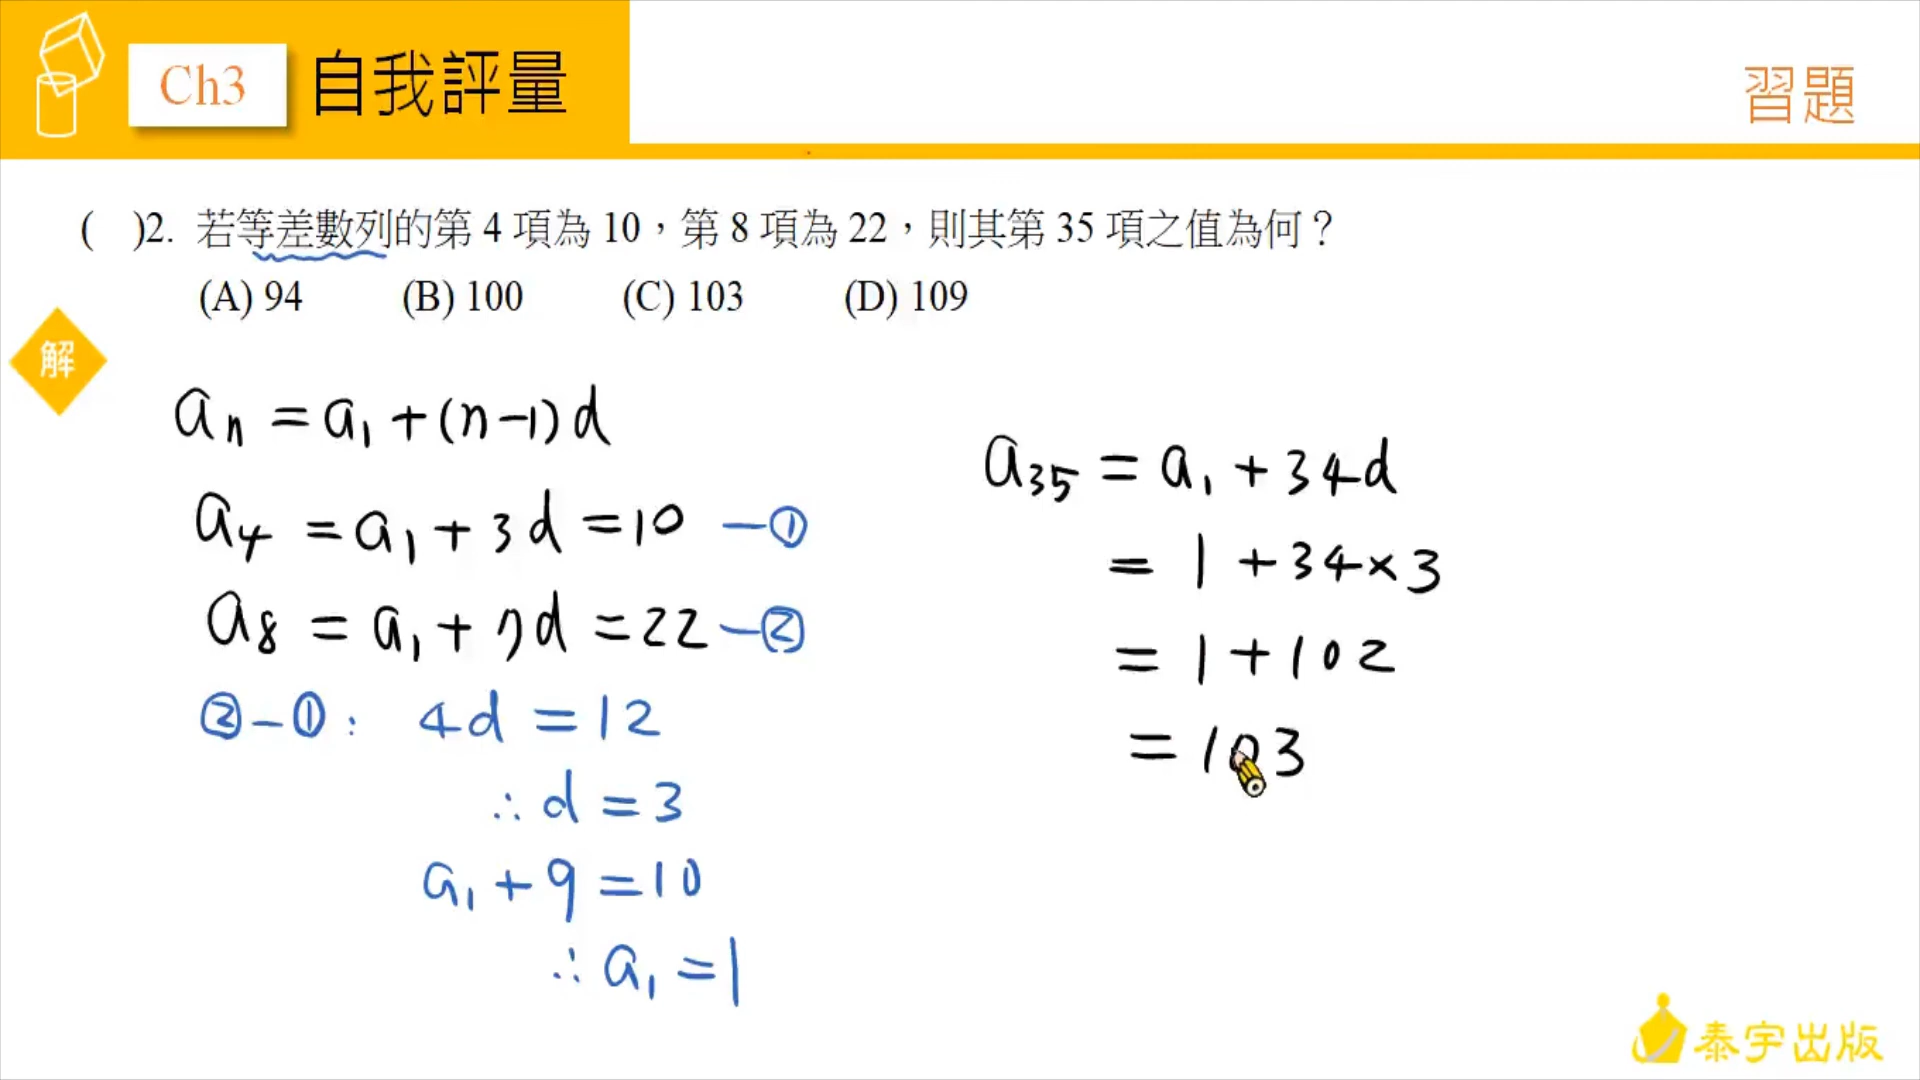 Ch3 自我評量
習題
( )2. 若等差數列的第 4 項為 10，第 8 項為 22，則其第 35 項之值為何？
(A) 94 (B) 100 (C) 103 (D) 109
解
aₙ = a₁ + (n-1)d
a₄ = a₁ + 3d = 10 —①
a₈ = a₁ + 7d = 22 —②
②-①： 4d = 12
∴ d = 3
a₁ + 9 = 10
∴ a₁ = 1
a₃₅ = a₁ + 34d
= 1 + 34×3
= 1 + 102
= 103
泰宇出版